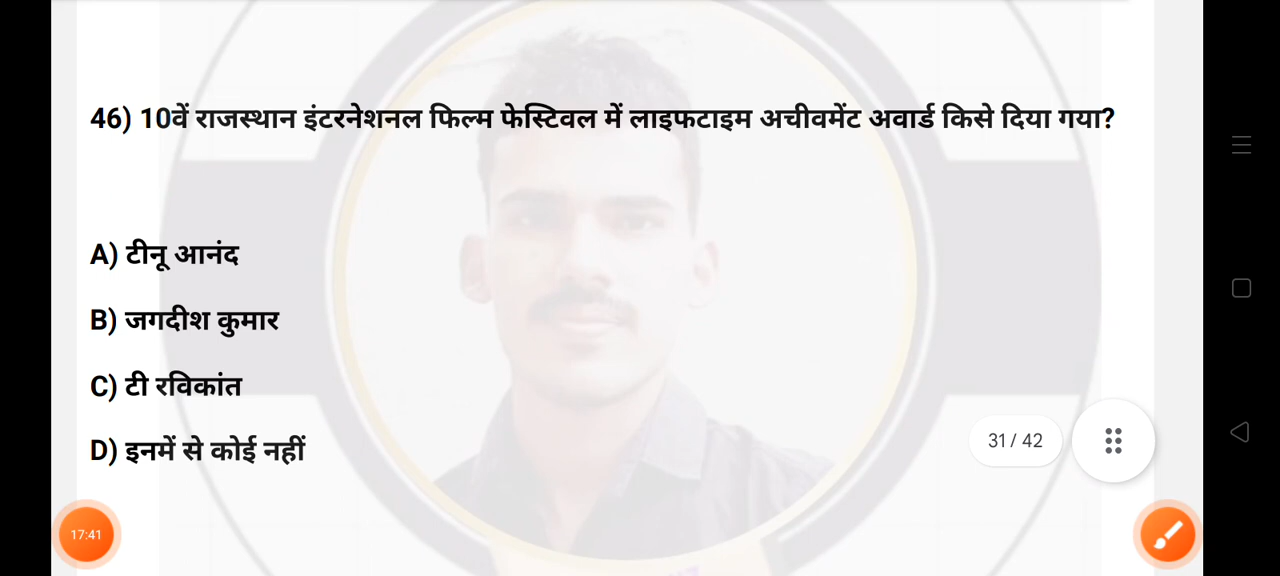 46) 10वें राजस्थान इंटरनेशनल फिल्म फेस्टिवल में लाइफटाइम अचीवमेंट अवार्ड किसे दिया गया?
A) टीनू आनंद
B) जगदीश कुमार
C) टी रविकांत
D) इनमें से कोई नहीं
31 / 42
17:41